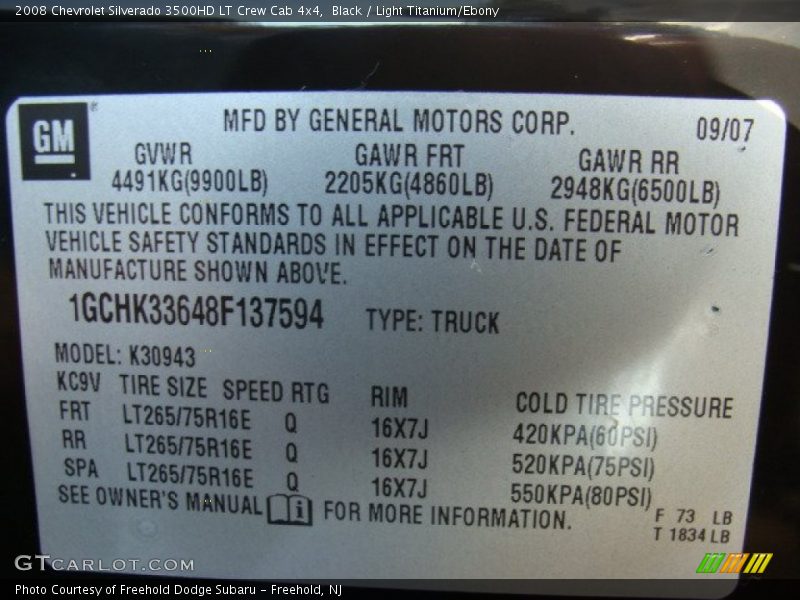 2008 Chevrolet Silverado 3500HD LT Crew Cab 4x4, Black / Light Titanium/Ebony
GM
®
MFD BY GENERAL MOTORS CORP. 09/07
GVWR GAWR FRT GAWR RR
4491KG(9900LB) 2205KG(4860LB) 2948KG(6500LB)
THIS VEHICLE CONFORMS TO ALL APPLICABLE U.S. FEDERAL MOTOR
VEHICLE SAFETY STANDARDS IN EFFECT ON THE DATE OF
MANUFACTURE SHOWN ABOVE.
1GCHK33648F137594 TYPE: TRUCK
MODEL: K30943
KC9V TIRE SIZE SPEED RTG RIM COLD TIRE PRESSURE
FRT LT265/75R16E Q 16X7J 420KPA(60PSI)
RR LT265/75R16E Q 16X7J 520KPA(75PSI)
SPA LT265/75R16E Q 16X7J 550KPA(80PSI)
SEE OWNER'S MANUAL i FOR MORE INFORMATION.
F 73 LB
T 1834 LB
GTCARLOT.COM
Photo Courtesy of Freehold Dodge Subaru - Freehold, NJ